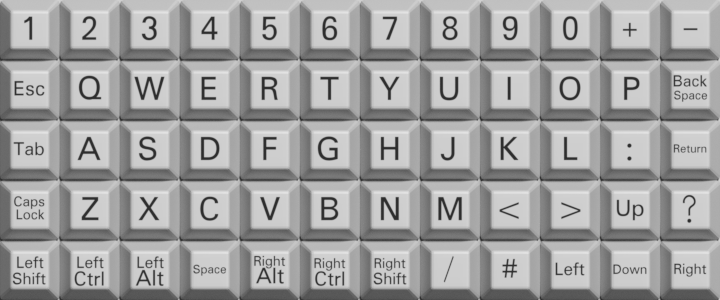 1 2 3 4 5 6 7 8 9 0 + −
Esc Q W E R T Y U I O P Back Space
Tab A S D F G H J K L : Return
Caps Lock Z X C V B N M < > Up ?
Left Shift Left Ctrl Left Alt Space Right Alt Right Ctrl Right Shift / # Left Down Right